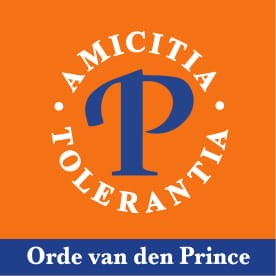 AMICITIA
P
TOLERANTIA
Orde van den Prince